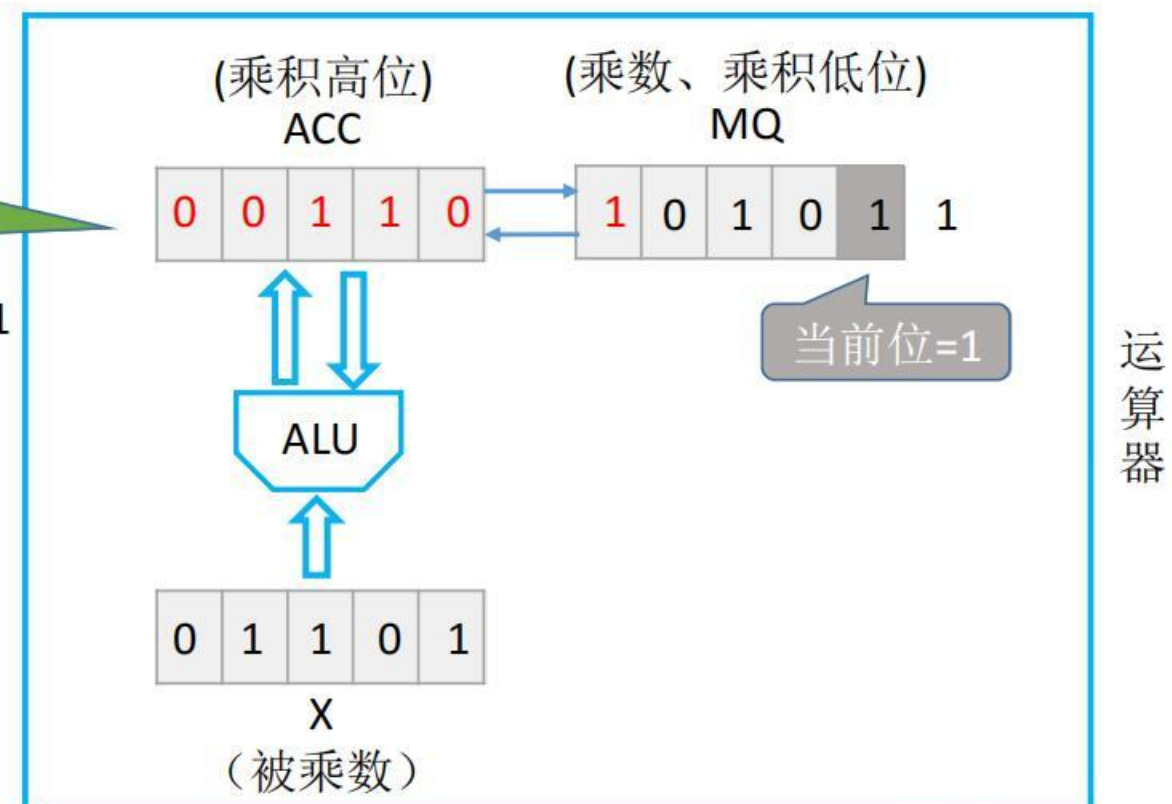 (乘积高位)
ACC
(乘数、乘积低位)
MQ
0 0 1 1 0
1 0 1 0 1 1
1
当前位=1
ALU
运算器
0 1 1 0 1
X
（被乘数）